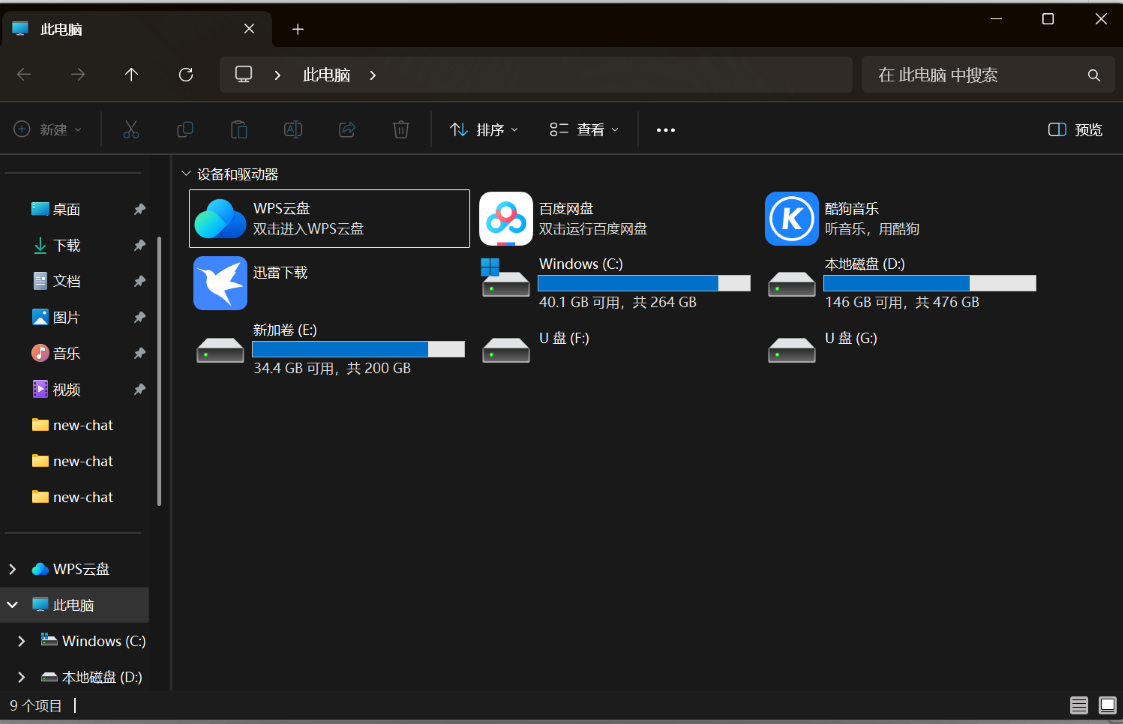 此电脑
此电脑
在 此电脑 中搜索
新建
排序
查看
预览
桌面
下载
文档
图片
音乐
视频
new-chat
new-chat
new-chat
WPS云盘
此电脑
Windows (C:)
本地磁盘 (D:)
设备和驱动器
WPS云盘
双击进入WPS云盘
百度网盘
双击运行百度网盘
K
酷狗音乐
听音乐，用酷狗
迅雷下载
Windows (C:)
40.1 GB 可用，共 264 GB
本地磁盘 (D:)
146 GB 可用，共 476 GB
新加卷 (E:)
34.4 GB 可用，共 200 GB
U 盘 (F:)
U 盘 (G:)
9 个项目